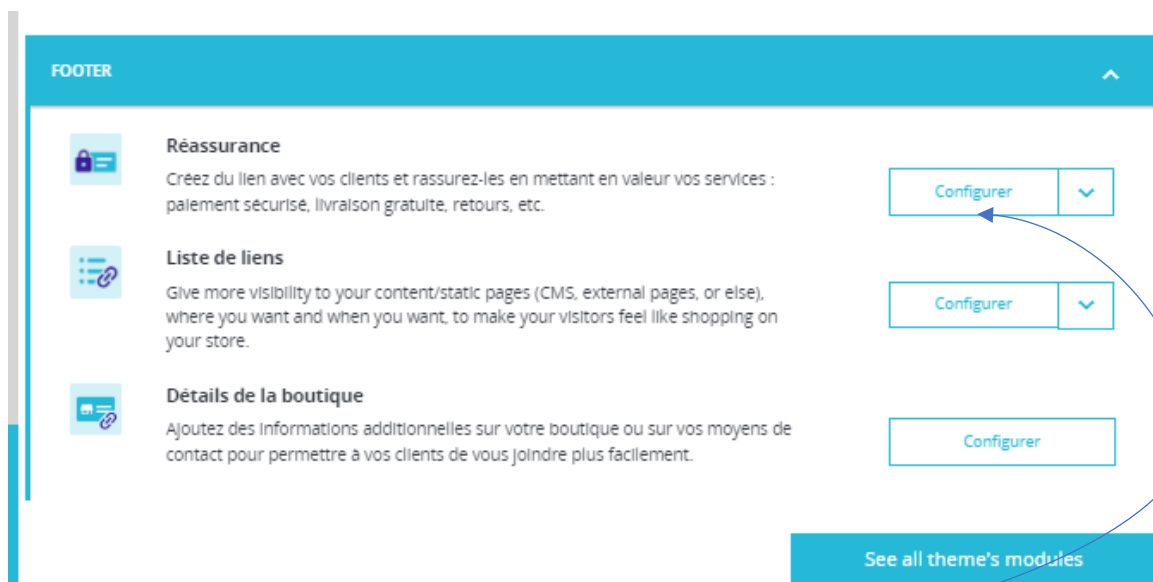 FOOTER
Réassurance
Créez du lien avec vos clients et rassurez-les en mettant en valeur vos services :
paiement sécurisé, livraison gratuite, retours, etc.
Configurer
Liste de liens
Give more visibility to your content/static pages (CMS, external pages, or else),
where you want and when you want, to make your visitors feel like shopping on
your store.
Configurer
Détails de la boutique
Ajoutez des informations additionnelles sur votre boutique ou sur vos moyens de
contact pour permettre à vos clients de vous joindre plus facilement.
Configurer
See all theme's modules